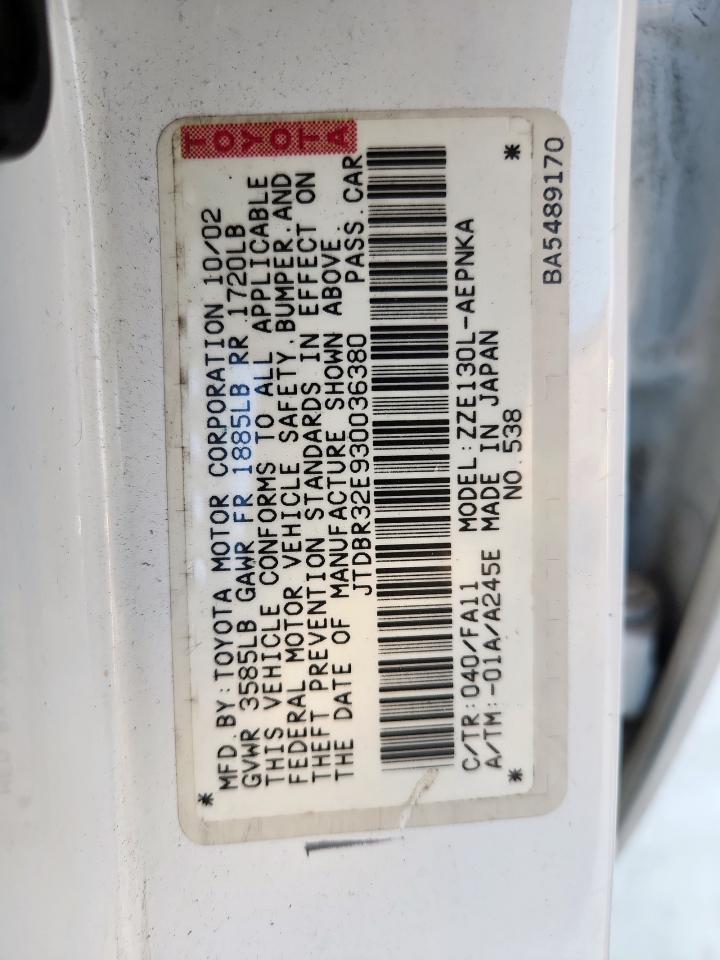 TOYOTA
* MFD. BY: TOYOTA MOTOR CORPORATION 10/02
GVWR 3585LB GAWR FR 1885LB RR 1720LB
THIS VEHICLE CONFORMS TO ALL APPLICABLE
FEDERAL MOTOR VEHICLE SAFETY, BUMPER, AND
THEFT PREVENTION STANDARDS IN EFFECT ON
THE DATE OF MANUFACTURE SHOWN ABOVE.
JTDBR32E930036380 PASS. CAR
C/TR: 040/FA11 MODEL: ZZE130L-AEPNKA
A/TM: -01A/A245E MADE IN JAPAN
* NO. 538 *
BA5489170